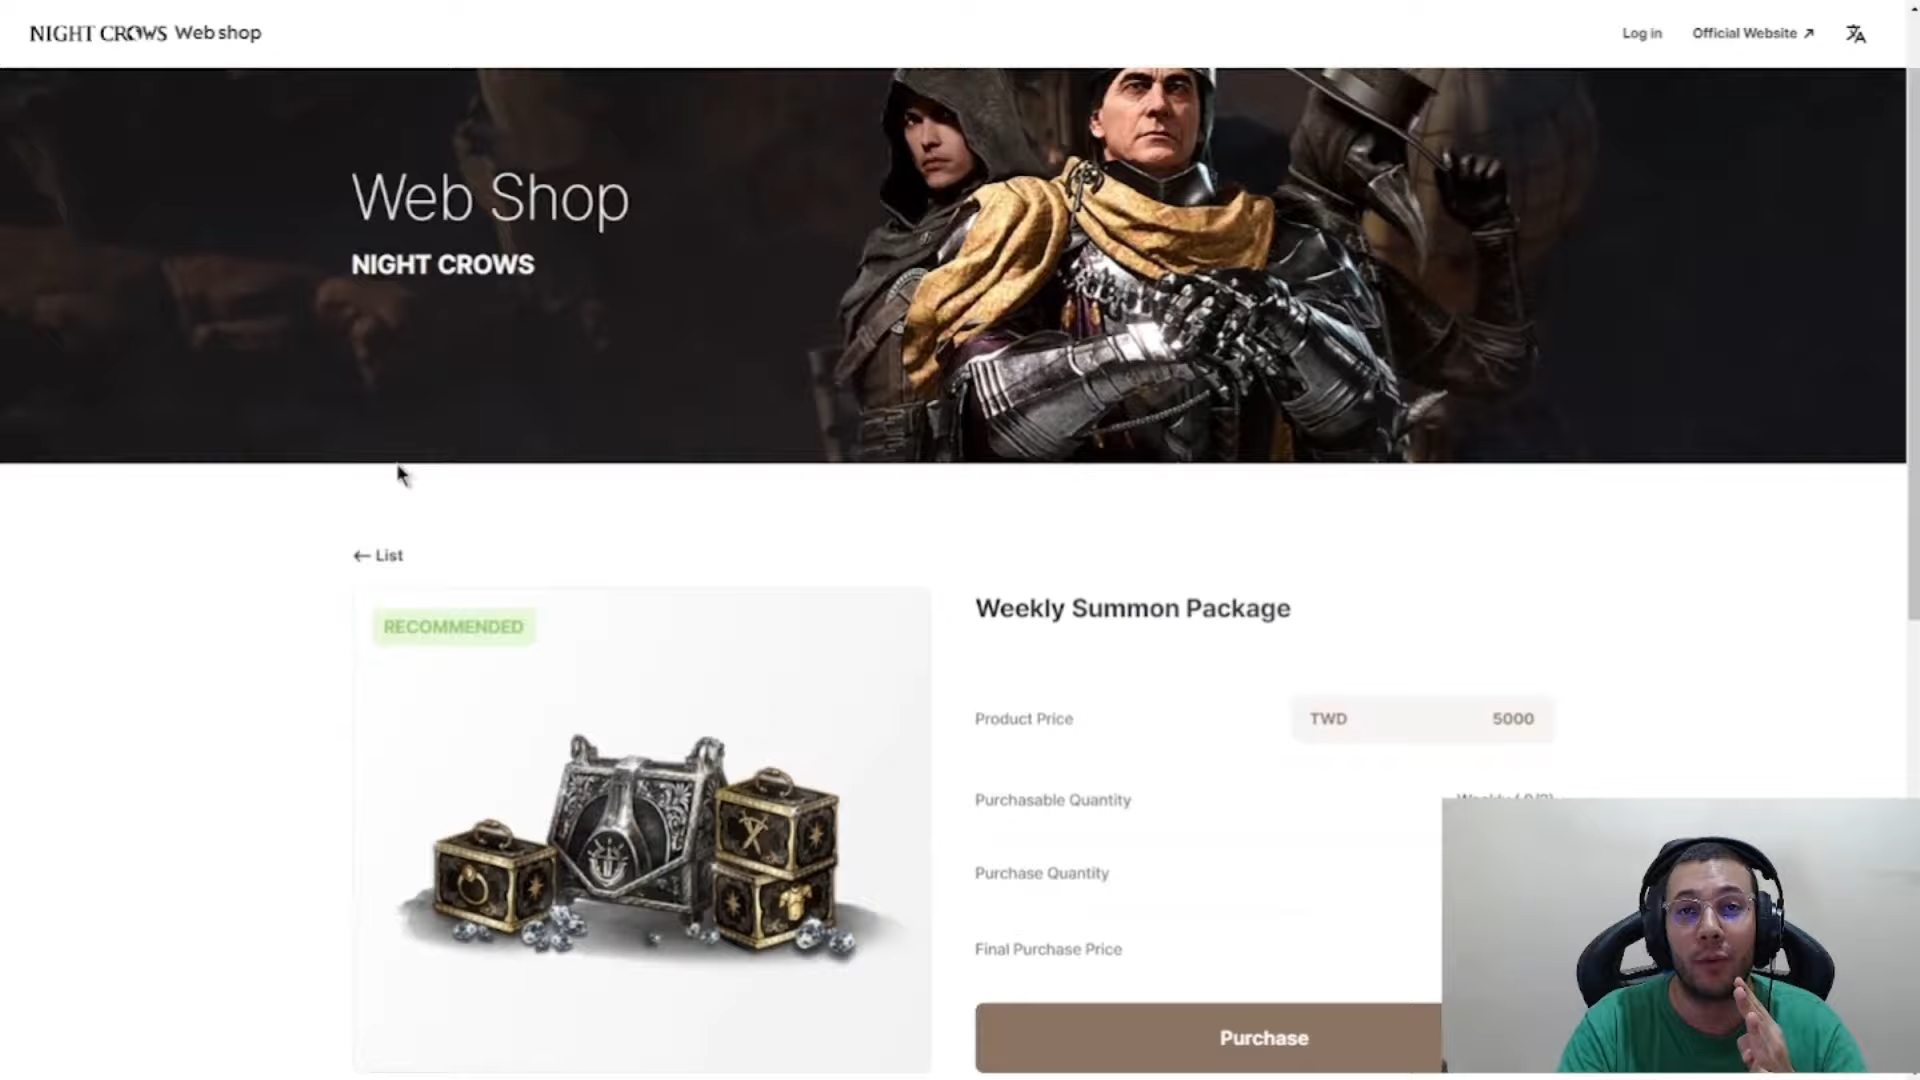 NIGHT CROWS Web shop
Log in
Official Website ↗
Web Shop
NIGHT CROWS
← List
RECOMMENDED
Weekly Summon Package
Product Price
TWD 5000
Purchasable Quantity
Purchase Quantity
Final Purchase Price
Purchase